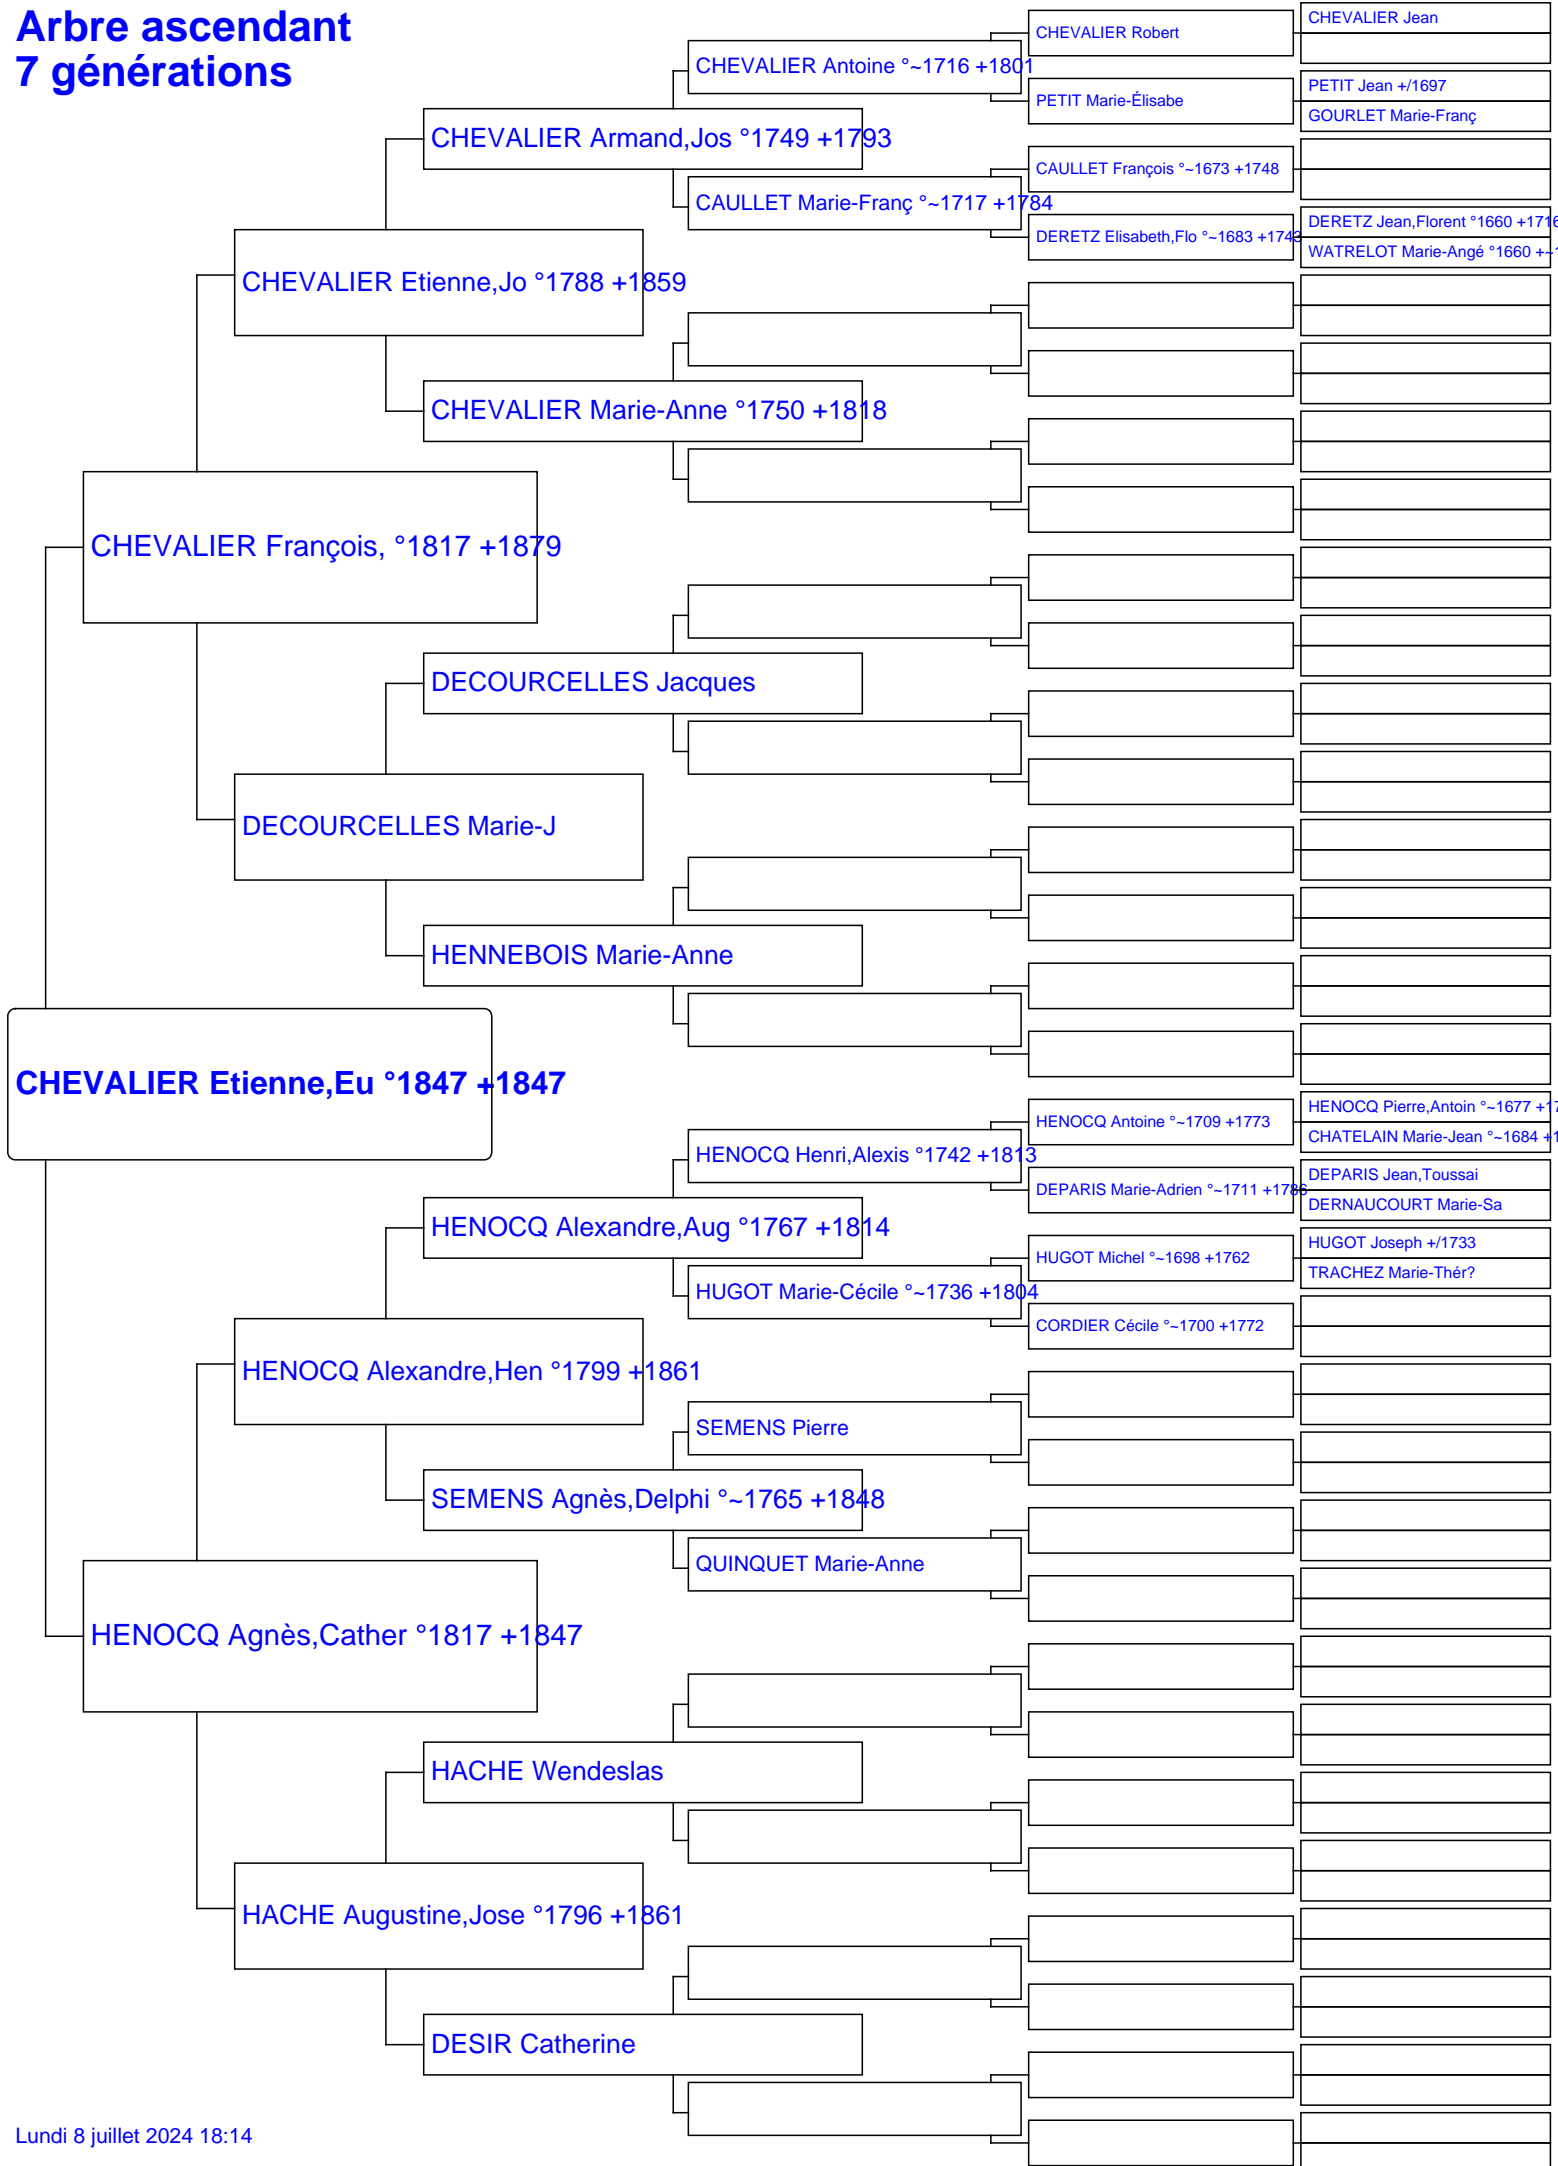 Arbre ascendant
7 générations
CHEVALIER Jean
CHEVALIER Robert
CHEVALIER Antoine °~1716 +1801
PETIT Jean +/1697
PETIT Marie-Élisabe
GOURLET Marie-Franç
CHEVALIER Armand,Jos °1749 +1793
CAULLET François °~1673 +1748
CAULLET Marie-Franç °~1717 +1784
DERETZ Jean,Florent °1660 +1716
DERETZ Elisabeth,Flo °~1683 +1743
WATRELOT Marie-Angé °1660 +~1
CHEVALIER Etienne,Jo °1788 +1859
CHEVALIER Marie-Anne °1750 +1818
CHEVALIER François, °1817 +1879
DECOURCELLES Jacques
DECOURCELLES Marie-J
HENNEBOIS Marie-Anne
CHEVALIER Etienne,Eu °1847 +1847
HENOCQ Pierre,Antoin °~1677 +17
HENOCQ Antoine °~1709 +1773
CHATELAIN Marie-Jean °~1684 +1
HENOCQ Henri,Alexis °1742 +1813
DEPARIS Jean,Toussai
DEPARIS Marie-Adrien °~1711 +1786
DERNAUCOURT Marie-Sa
HENOCQ Alexandre,Aug °1767 +1814
HUGOT Joseph +/1733
HUGOT Michel °~1698 +1762
TRACHEZ Marie-Thér?
HUGOT Marie-Cécile °~1736 +1804
CORDIER Cécile °~1700 +1772
HENOCQ Alexandre,Hen °1799 +1861
SEMENS Pierre
SEMENS Agnès,Delphi °~1765 +1848
QUINQUET Marie-Anne
HENOCQ Agnès,Cather °1817 +1847
HACHE Wendeslas
HACHE Augustine,Jose °1796 +1861
DESIR Catherine
Lundi 8 juillet 2024 18:14